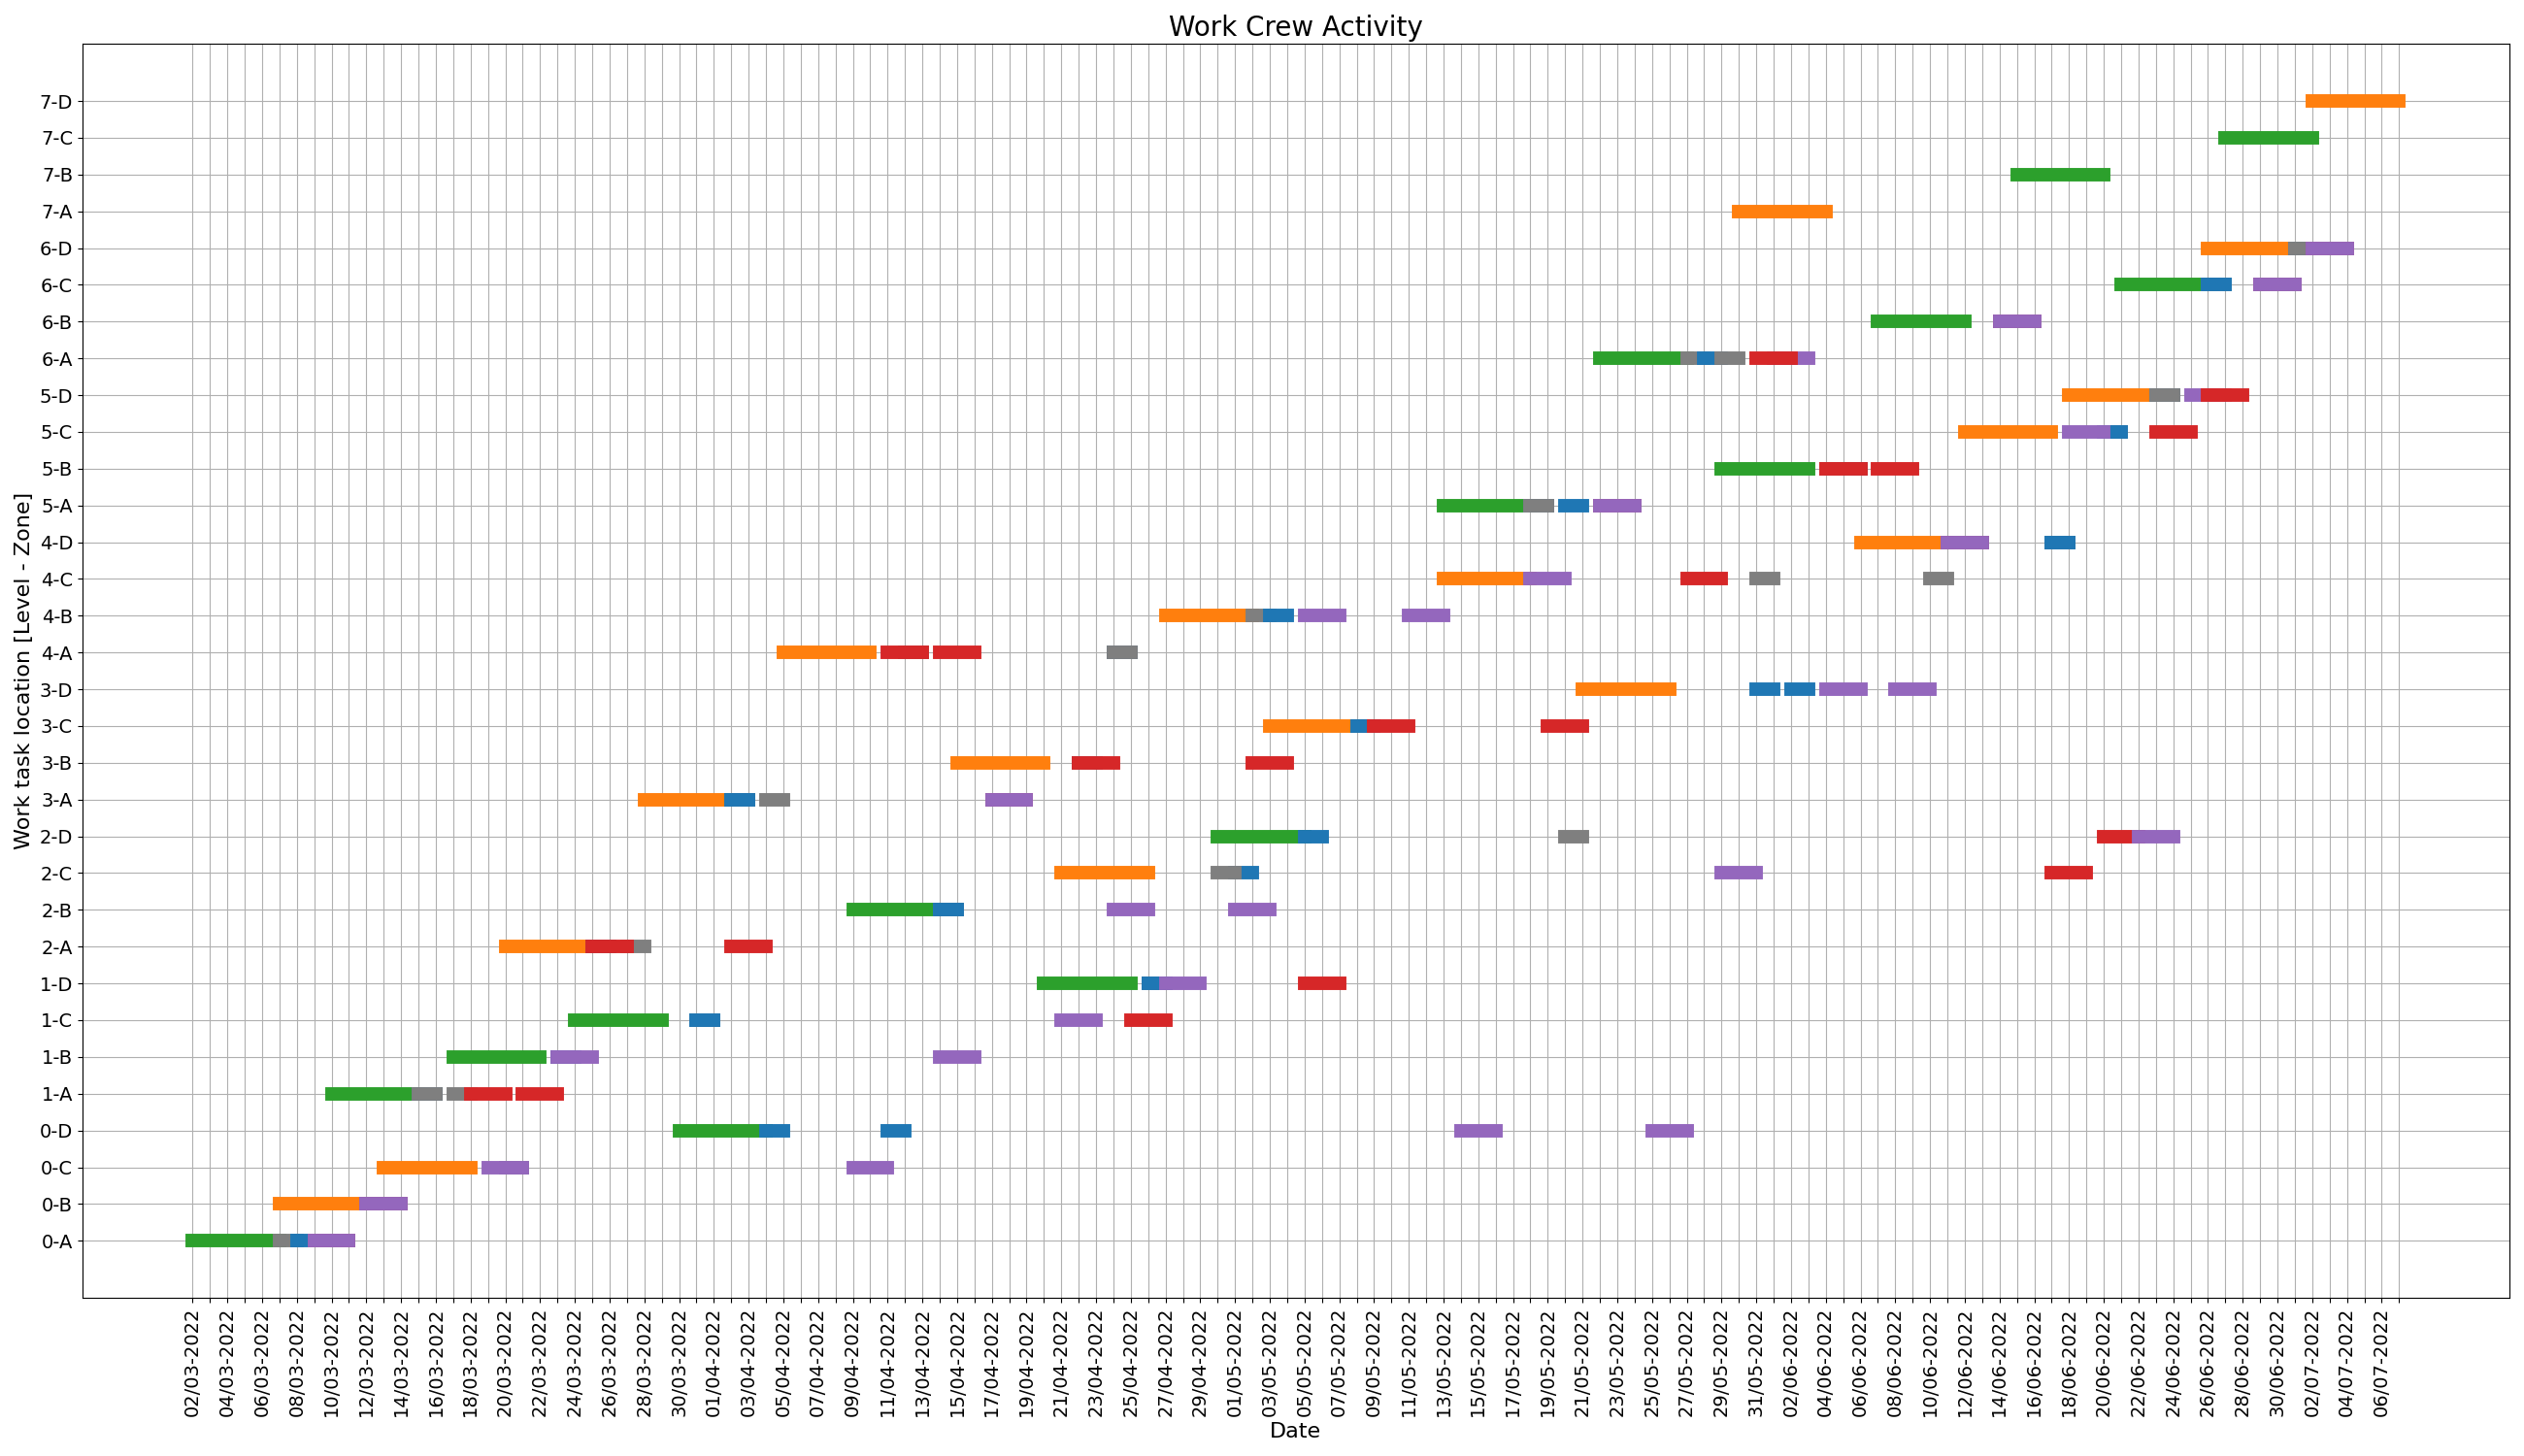 Work Crew Activity
Work task location [Level - Zone]
7-D
7-C
7-B
7-A
6-D
6-C
6-B
6-A
5-D
5-C
5-B
5-A
4-D
4-C
4-B
4-A
3-D
3-C
3-B
3-A
2-D
2-C
2-B
2-A
1-D
1-C
1-B
1-A
0-D
0-C
0-B
0-A
02/03-2022
04/03-2022
06/03-2022
08/03-2022
10/03-2022
12/03-2022
14/03-2022
16/03-2022
18/03-2022
20/03-2022
22/03-2022
24/03-2022
26/03-2022
28/03-2022
30/03-2022
01/04-2022
03/04-2022
05/04-2022
07/04-2022
09/04-2022
11/04-2022
13/04-2022
15/04-2022
17/04-2022
19/04-2022
21/04-2022
23/04-2022
25/04-2022
27/04-2022
29/04-2022
01/05-2022
03/05-2022
05/05-2022
07/05-2022
09/05-2022
11/05-2022
13/05-2022
15/05-2022
17/05-2022
19/05-2022
21/05-2022
23/05-2022
25/05-2022
27/05-2022
29/05-2022
31/05-2022
02/06-2022
04/06-2022
06/06-2022
08/06-2022
10/06-2022
12/06-2022
14/06-2022
16/06-2022
18/06-2022
20/06-2022
22/06-2022
24/06-2022
26/06-2022
28/06-2022
30/06-2022
02/07-2022
04/07-2022
06/07-2022
Date